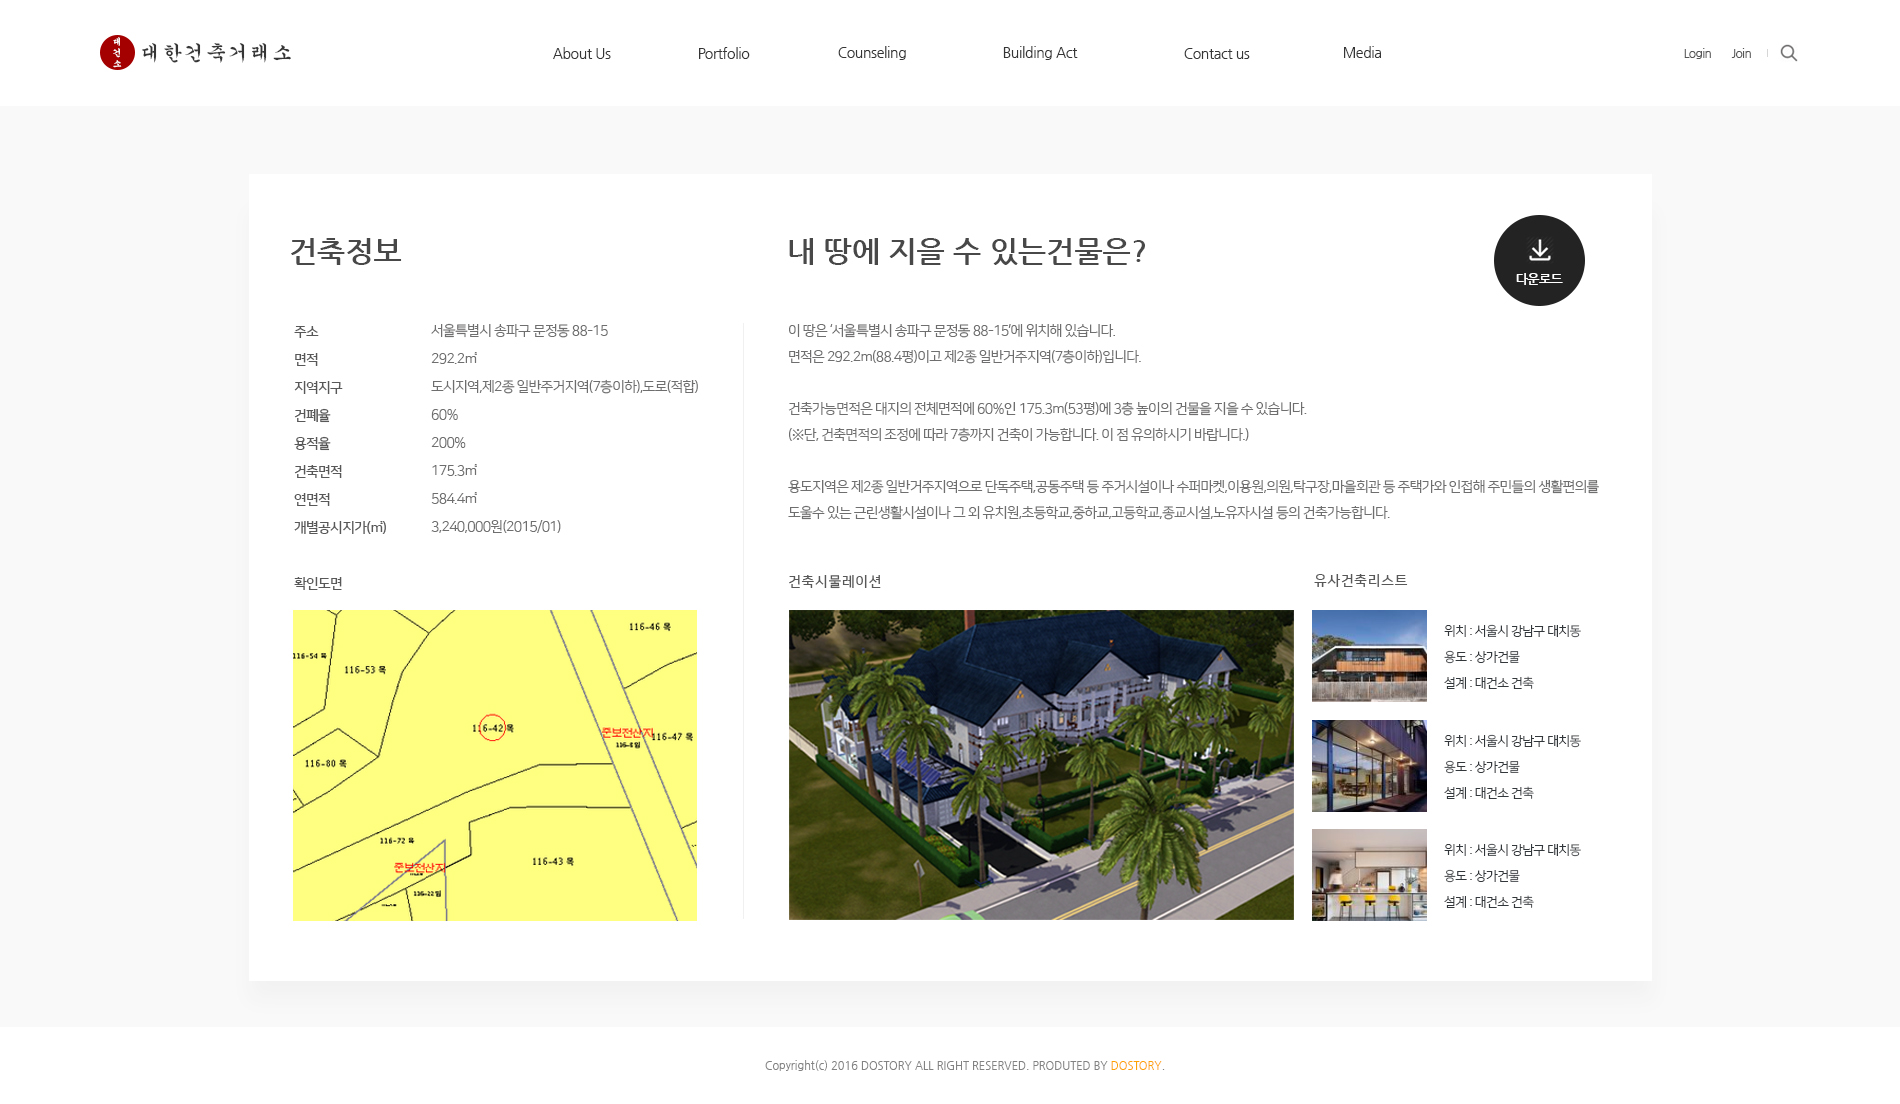 대건소 대한건축거래소
About Us
Portfolio
Counseling
Building Act
Contact us
Media
Login
Join
건축정보
주소 서울특별시 송파구 문정동 88-15
면적 292.2㎡
지역지구 도시지역,제2종 일반주거지역(7층이하),도로(적합)
건폐율 60%
용적율 200%
건축면적 175.3㎡
연면적 584.4㎡
개별공시지가(㎡) 3,240,000원(2015/01)
확인도면
116-46 목
116-54 목
116-53 목
116-42 목
준보전산지
116-47 목
116-80 목
116-72 목
준보전산지
116-43 목
내 땅에 지을 수 있는건물은?
다운로드
이 땅은 '서울특별시 송파구 문정동 88-15'에 위치해 있습니다.
면적은 292.2m(88.4평)이고 제2종 일반거주지역(7층이하)입니다.
건축가능면적은 대지의 전체면적에 60%인 175.3m(53평)에 3층 높이의 건물을 지을 수 있습니다.
(※단, 건축면적의 조정에 따라 7층까지 건축이 가능합니다. 이 점 유의하시기 바랍니다.)
용도지역은 제2종 일반거주지역으로 단독주택,공동주택 등 주거시설이나 수퍼마켓,이용원,의원,탁구장,마을회관 등 주택가와 인접해 주민들의 생활편의를
도울수 있는 근린생활시설이나 그 외 유치원,초등학교,중하교,고등학교,종교시설,노유자시설 등의 건축가능합니다.
건축시물레이션
유사건축리스트
위치 : 서울시 강남구 대치동
용도 : 상가건물
설계 : 대건소 건축
위치 : 서울시 강남구 대치동
용도 : 상가건물
설계 : 대건소 건축
위치 : 서울시 강남구 대치동
용도 : 상가건물
설계 : 대건소 건축
Copyright(c) 2016 DOSTORY ALL RIGHT RESERVED. PRODUTED BY DOSTORY.